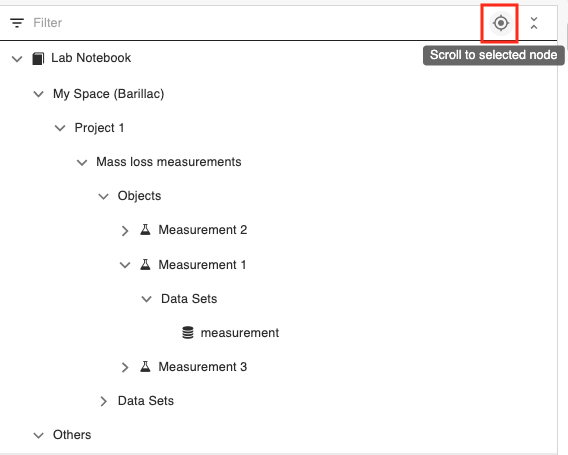 Filter
Scroll to selected node
Lab Notebook
My Space (Barillac)
Project 1
Mass loss measurements
Objects
Measurement 2
Measurement 1
Data Sets
measurement
Measurement 3
Data Sets
Others